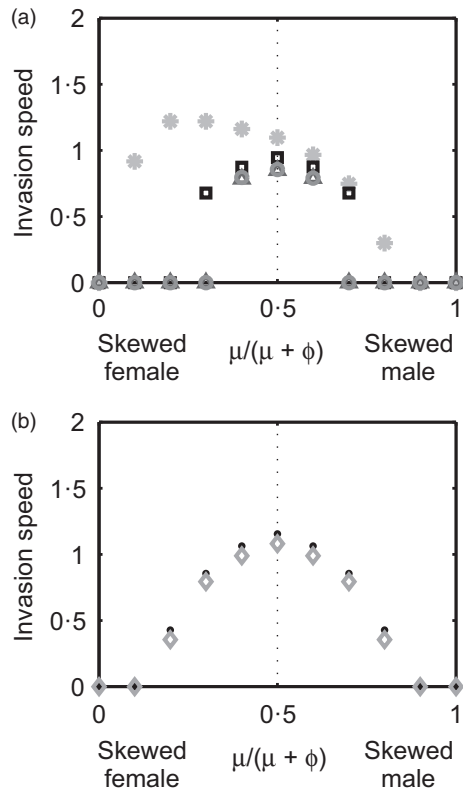 (a)
2
1·5
1
0·5
0
Invasion speed
0 0·5 1
Skewed female μ/(μ + ϕ) Skewed male
(b)
2
1·5
1
0·5
0
Invasion speed
0 0·5 1
Skewed female μ/(μ + ϕ) Skewed male